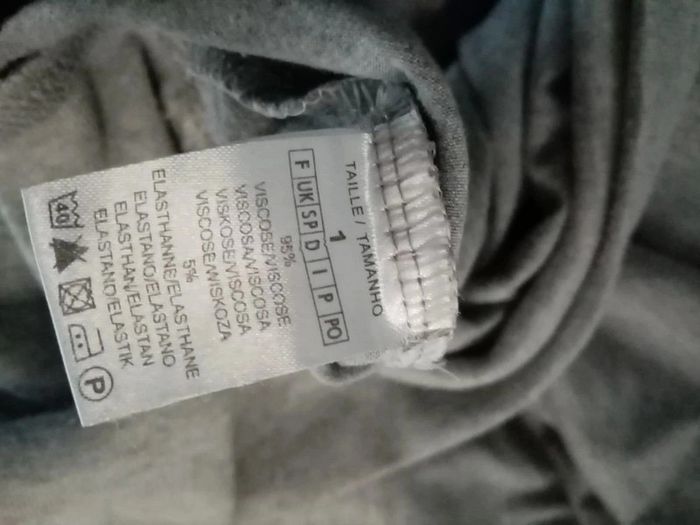 TAILLE / TAMANHO
1
F UK SP D I P PO
95%
VISCOSE/VISCOSE
VISCOSA/VISCOSA
VISKOSE/VISCOSA
VISCOSE/WISKOZA
5%
ELASTHANNE/ELASTHANE
ELASTANO/ELASTANO
ELASTHAN/ELASTAN
ELASTAND/ELASTIK
40
P